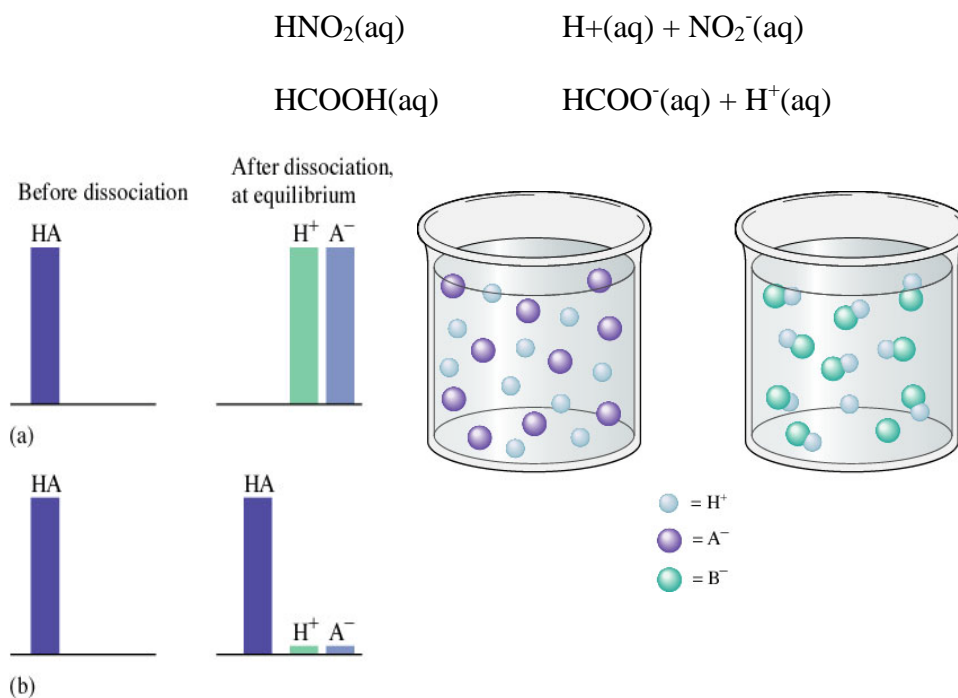 HNO₂(aq) H+(aq) + NO₂⁻(aq)
HCOOH(aq) HCOO⁻(aq) + H⁺(aq)
Before dissociation
After dissociation,
at equilibrium
HA
H⁺ A⁻
(a)
HA
HA
H⁺ A⁻
(b)
= H⁺
= A⁻
= B⁻